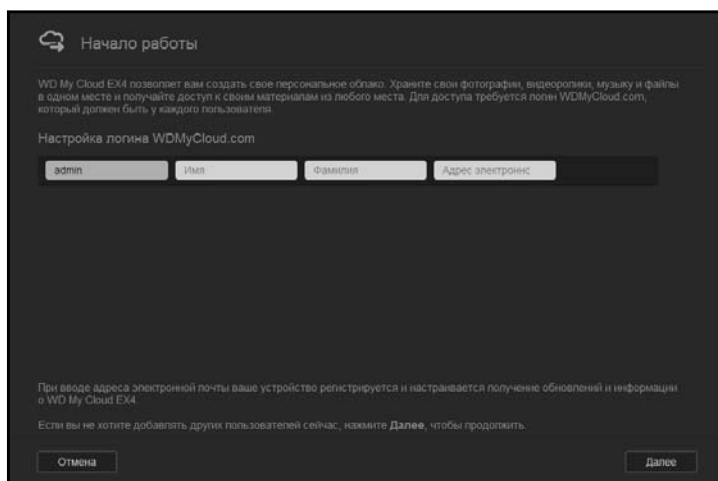 Начало работы
WD My Cloud EX4 позволяет вам создать свое персональное облако. Храните свои фотографии, видеоролики, музыку и файлы
в одном месте и получайте доступ к своим материалам из любого места. Для доступа требуется логин WDMyCloud.com,
который должен быть у каждого пользователя.
Настройка логина WDMyCloud.com
admin Имя Фамилия Адрес электроннс
При вводе адреса электронной почты ваше устройство регистрируется и настраивается получение обновлений и информации
о WD My Cloud EX4.
Если вы не хотите добавлять других пользователей сейчас, нажмите Далее, чтобы продолжить.
Отмена Далее